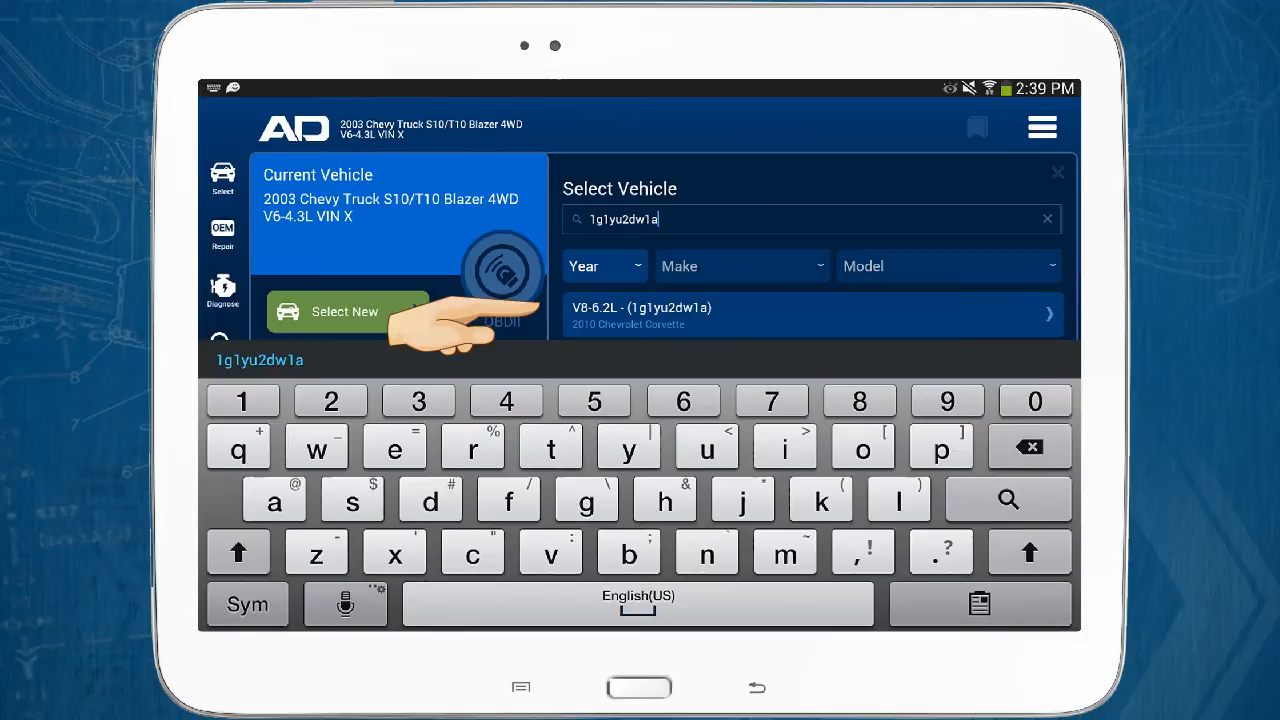 2:39 PM
AD
2003 Chevy Truck S10/T10 Blazer 4WD
V6-4.3L VIN X
Select
OEM
Repair
Diagnose
Current Vehicle
2003 Chevy Truck S10/T10 Blazer 4WD
V6-4.3L VIN X
Select New
OBDII
Select Vehicle
1g1yu2dw1a
Year Make Model
V8-6.2L - (1g1yu2dw1a)
2010 Chevrolet Corvette
1g1yu2dw1a
1 2 3 4 5 6 7 8 9 0
q + w _ e = r % t ^ y | u < i > o [ p ]
a @ s $ d # f / g h & j * k ( l )
z - x ' c " v : b ; n m ~ , ! . ?
Sym English(US)